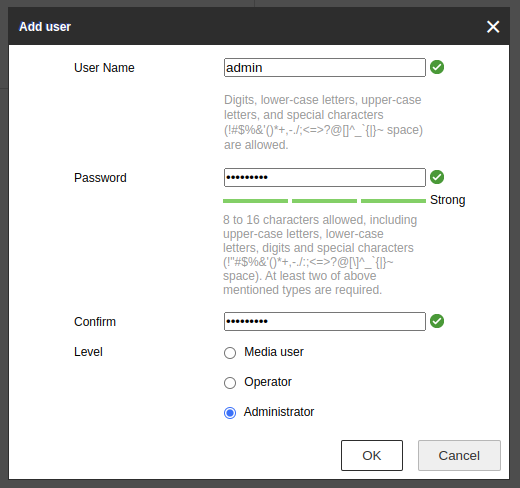 Add user
User Name
admin
Digits, lower-case letters, upper-case
letters, and special characters
(!#$%&'()*+,-./;<=>?@[]^_`{|}~ space)
are allowed.
Password
•••••••••
Strong
8 to 16 characters allowed, including
upper-case letters, lower-case
letters, digits and special characters
(!"#$%&'()*+,-./:;<=>?@[\]^_`{|}~
space). At least two of above
mentioned types are required.
Confirm
•••••••••
Level
Media user
Operator
Administrator
OK
Cancel